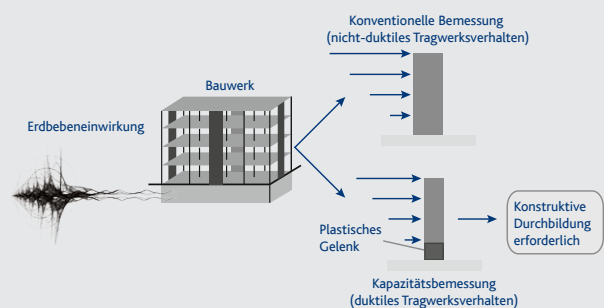 Konventionelle Bemessung
(nicht-duktiles Tragwerksverhalten)
Bauwerk
Erdbebeneinwirkung
Plastisches
Gelenk
Konstruktive
Durchbildung
erforderlich
Kapazitätsbemessung
(duktiles Tragwerksverhalten)